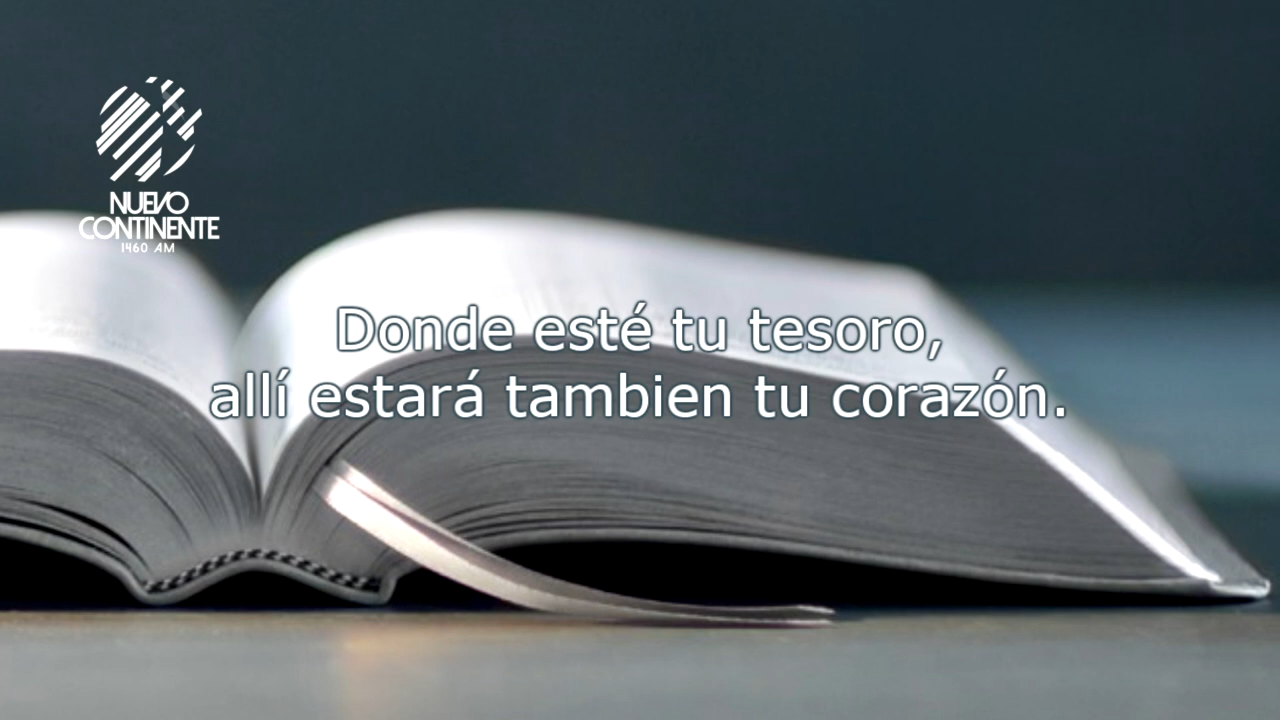 NUEVO
CONTINENTE
1460 AM
Donde esté tu tesoro,
allí estará tambien tu corazón.